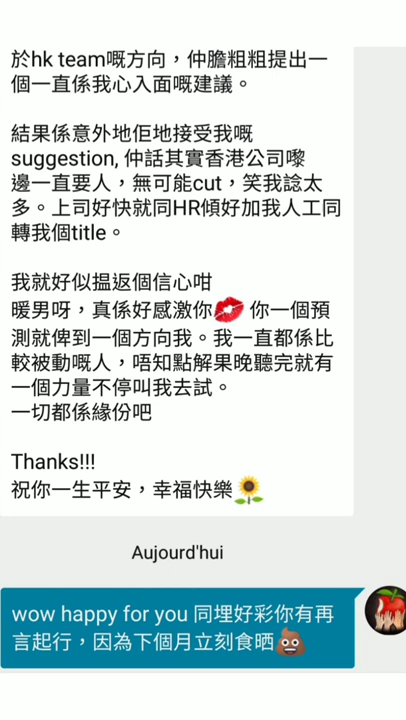 於hk team嘅方向，仲膽粗粗提出一
個一直係我心入面嘅建議。
結果係意外地佢地接受我嘅
suggestion, 仲話其實香港公司嚟
邊一直要人，無可能cut，笑我諗太
多。上司好快就同HR傾好加我人工同
轉我個title。
我就好似搵返個信心咁
暖男呀，真係好感激你💋 你一個預
測就俾到一個方向我。我一直都係比
較被動嘅人，唔知點解果晚聽完就有
一個力量不停叫我去試。
一切都係緣份吧
Thanks!!!
祝你一生平安，幸福快樂🌻
Aujourd'hui
wow happy for you 同埋好彩你有再
言起行，因為下個月立刻食晒💩